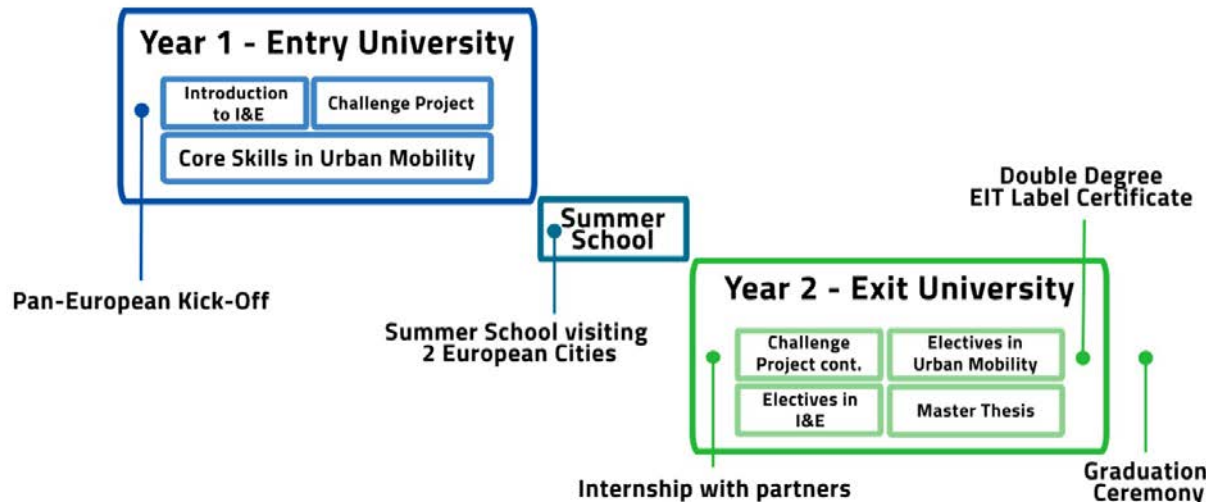 Year 1 - Entry University
Introduction
to I&E
Challenge Project
Core Skills in Urban Mobility
Pan-European Kick-Off
Summer
School
Summer School visiting
2 European Cities
Double Degree
EIT Label Certificate
Year 2 - Exit University
Challenge
Project cont.
Electives in
Urban Mobility
Electives in
I&E
Master Thesis
Internship with partners
Graduation
Ceremony